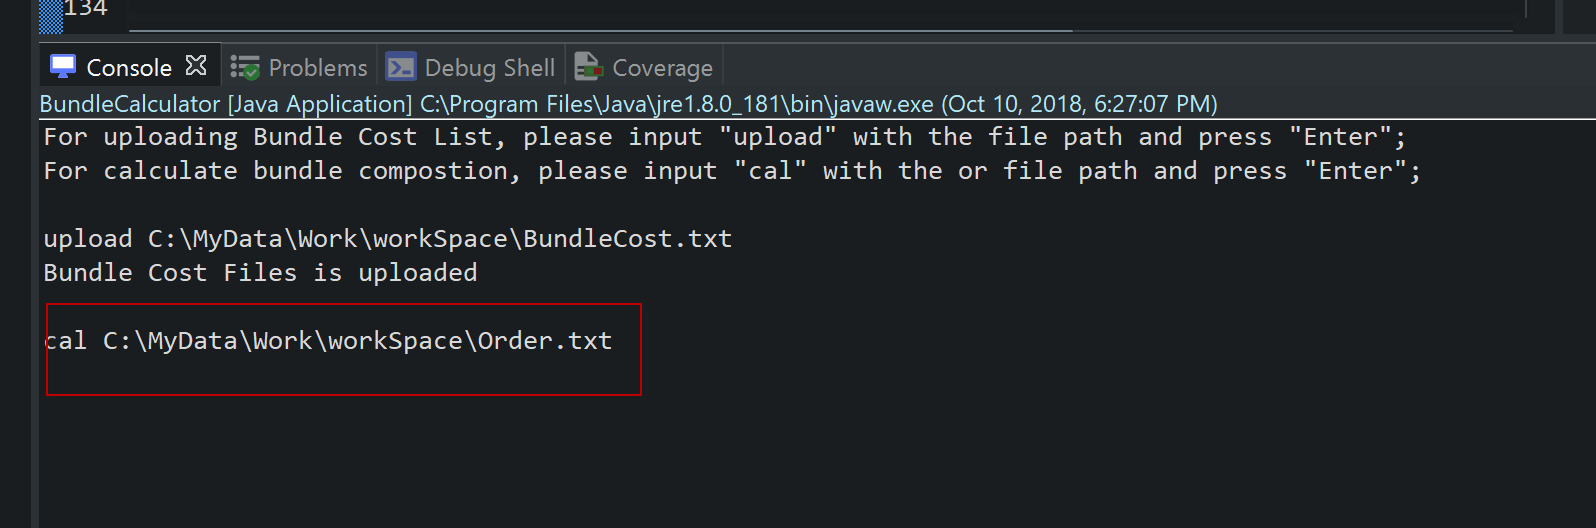 134
Console Problems Debug Shell Coverage
BundleCalculator [Java Application] C:\Program Files\Java\jre1.8.0_181\bin\javaw.exe (Oct 10, 2018, 6:27:07 PM)
For uploading Bundle Cost List, please input "upload" with the file path and press "Enter";
For calculate bundle compostion, please input "cal" with the or file path and press "Enter";
upload C:\MyData\Work\workSpace\BundleCost.txt
Bundle Cost Files is uploaded
cal C:\MyData\Work\workSpace\Order.txt